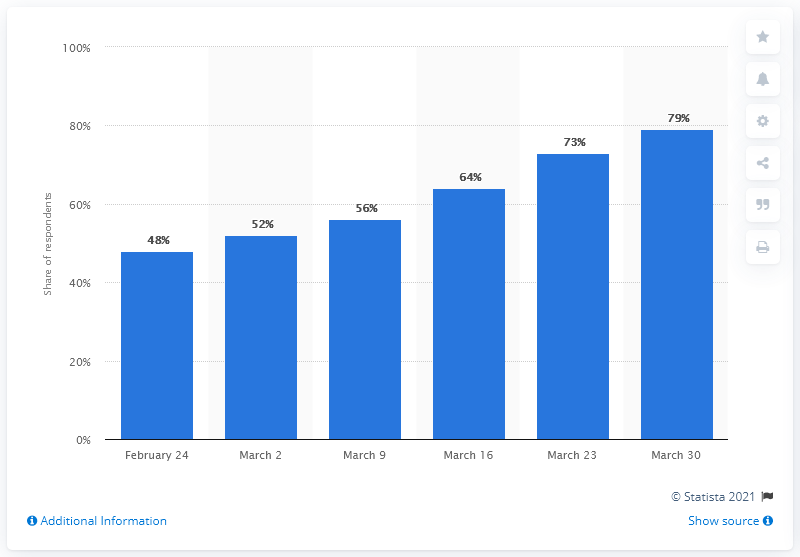 100%
80%
60%
40%
20%
0%
Share of respondents
48%
52%
56%
64%
73%
79%
February 24
March 2
March 9
March 16
March 23
March 30
© Statista 2021
Additional Information
Show source